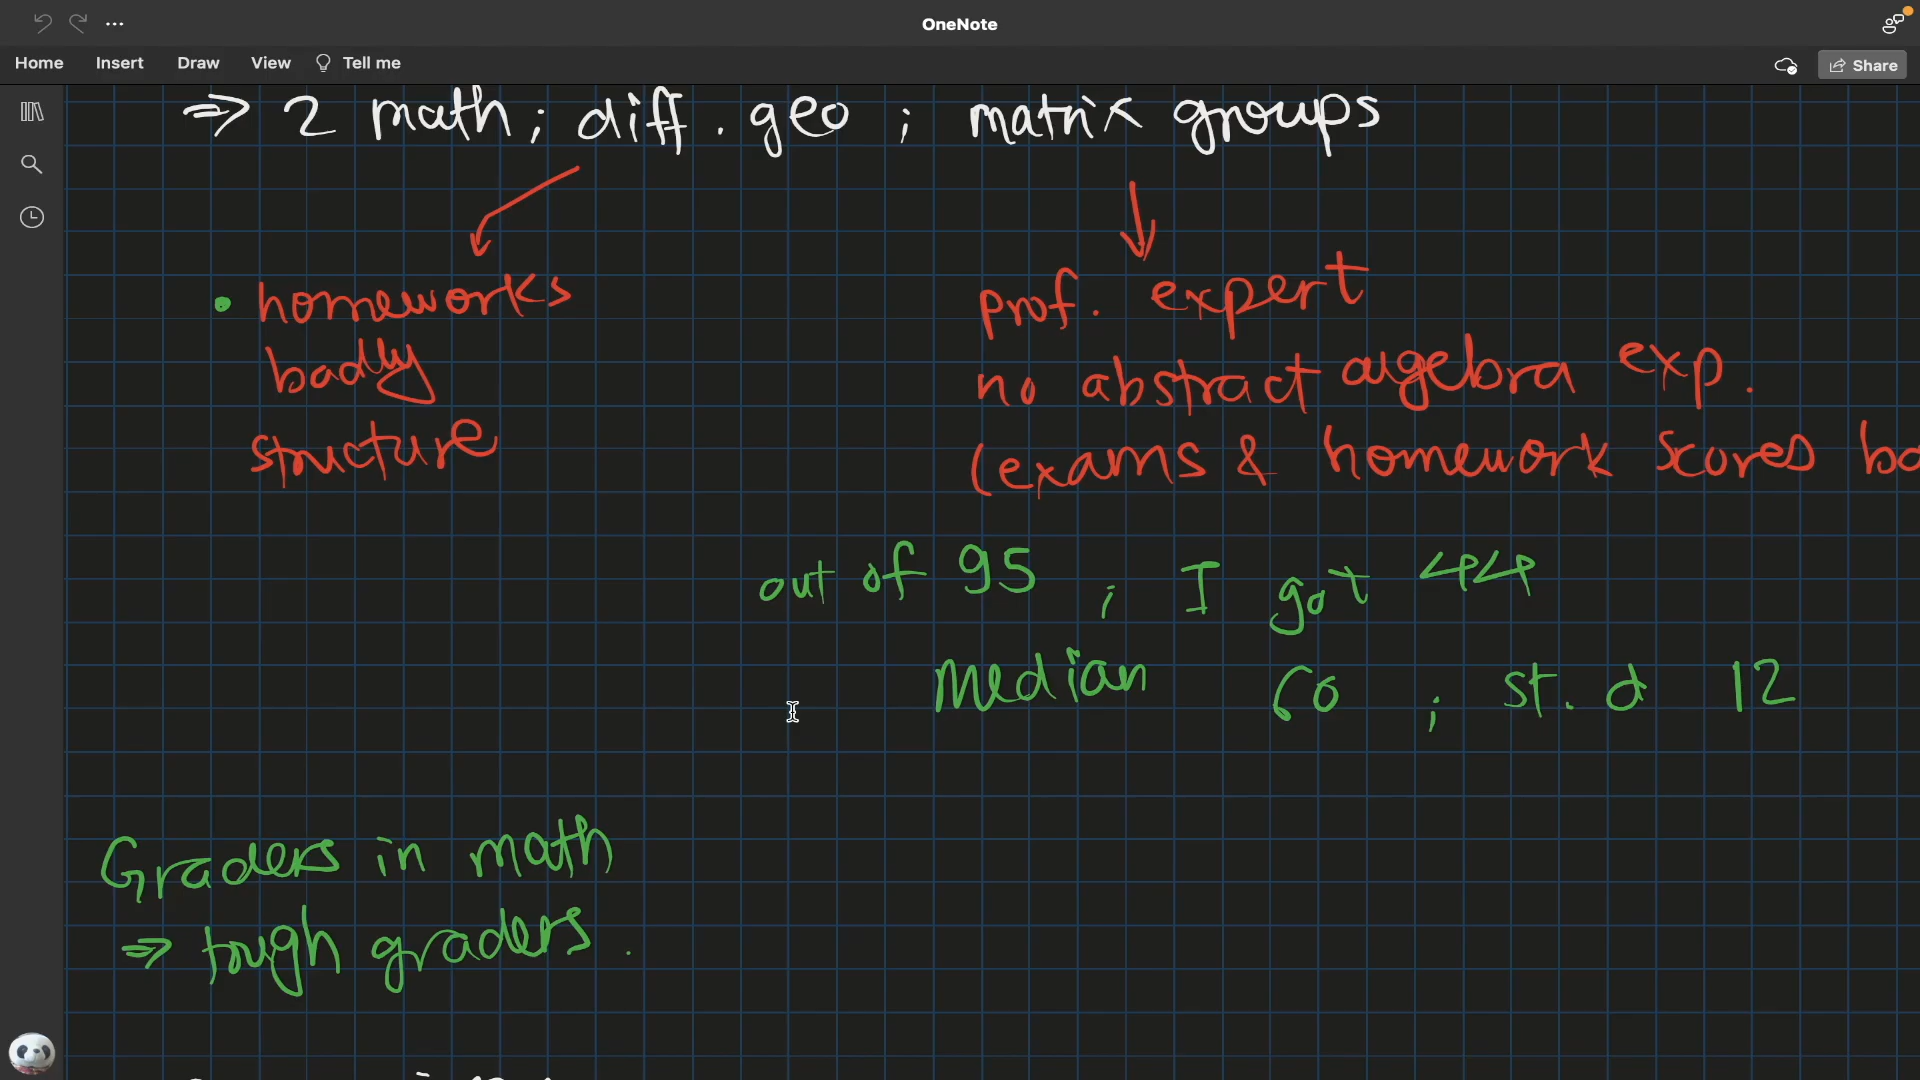 OneNote
Home Insert Draw View Tell me Share
⇒ 2 math ; diff. geo ; matrix groups
• homeworks
badly
structure
prof. expert
no abstract algebra exp.
(exams & homework scores
out of 95 ; I got 44
Median 60 ; st. d 12
Graders in math
⇒ tough graders.